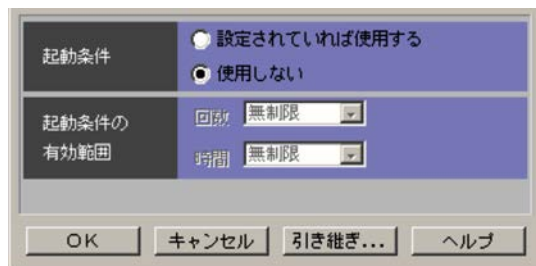 起動条件
設定されていれば使用する
使用しない
起動条件の
有効範囲
回数 無制限
時間 無制限
OK キャンセル 引き継ぎ... ヘルプ